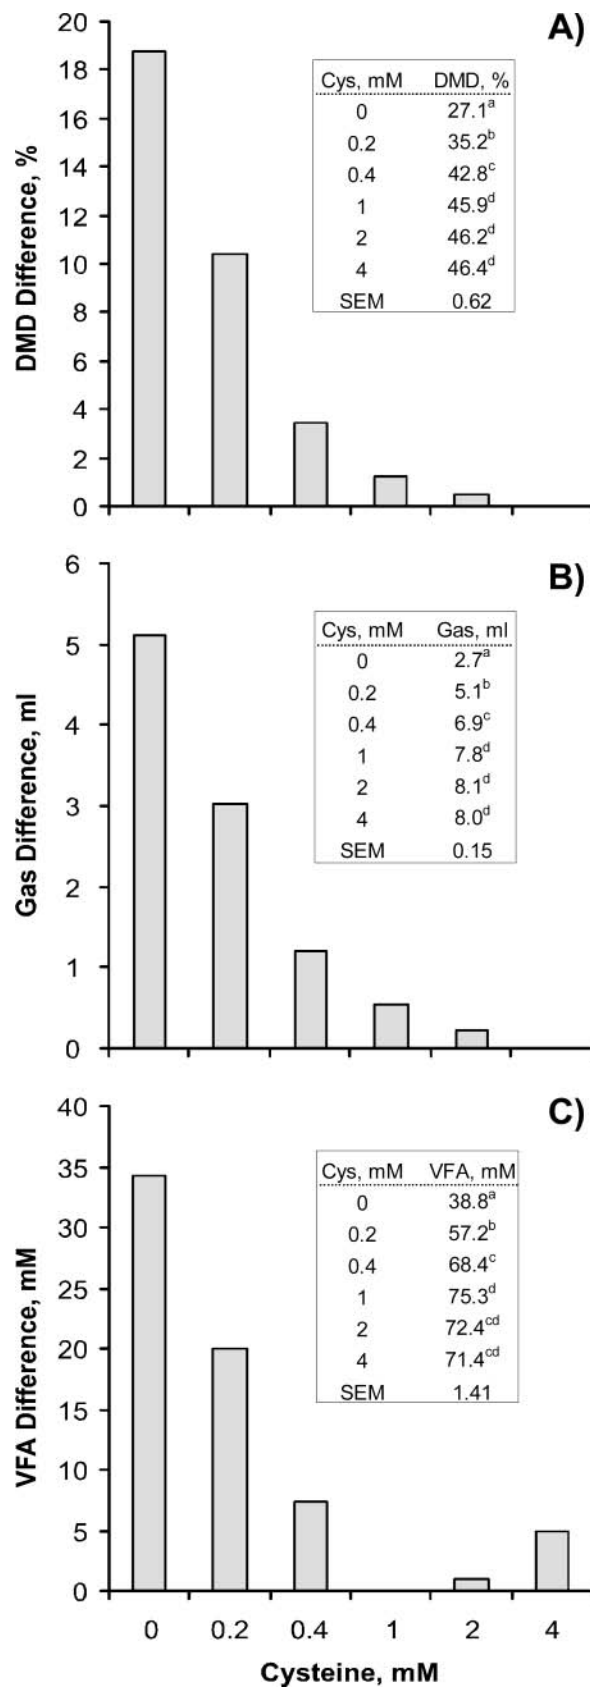 A)
20
18
16
14
12
10
8
6
4
2
0
DMD Difference, %
Cys, mM DMD, %
0 27.1a
0.2 35.2b
0.4 42.8c
1 45.9d
2 46.2d
4 46.4d
SEM 0.62
B)
6
5
4
3
2
1
0
Gas Difference, ml
Cys, mM Gas, ml
0 2.7a
0.2 5.1b
0.4 6.9c
1 7.8d
2 8.1d
4 8.0d
SEM 0.15
C)
40
35
30
25
20
15
10
5
0
VFA Difference, mM
Cys, mM VFA, mM
0 38.8a
0.2 57.2b
0.4 68.4c
1 75.3d
2 72.4cd
4 71.4cd
SEM 1.41
0 0.2 0.4 1 2 4
Cysteine, mM